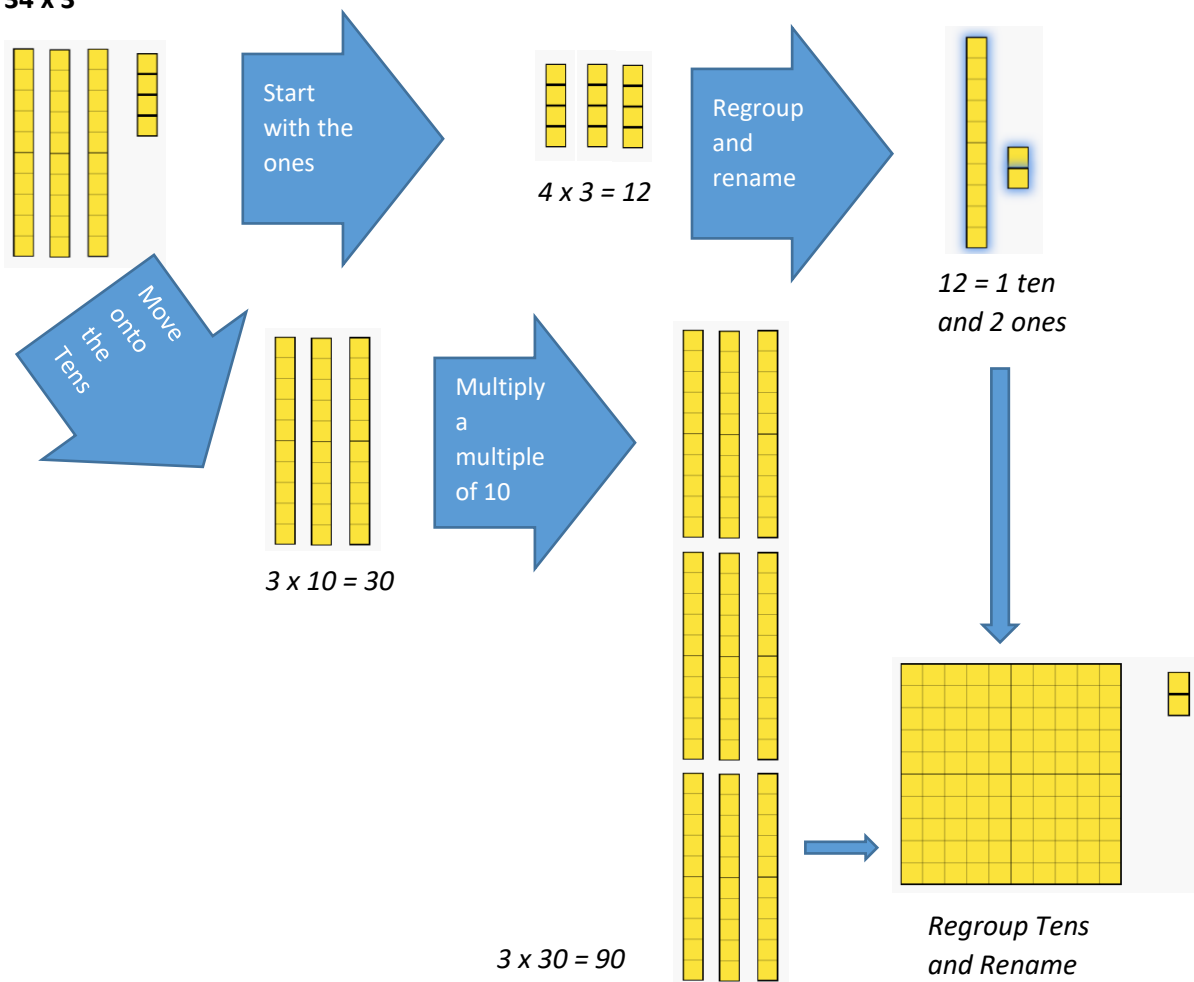 34 x 3
Start
with the
ones
4 x 3 = 12
Regroup
and
rename
12 = 1 ten
and 2 ones
Move
onto
the
Tens
3 x 10 = 30
Multiply
a
multiple
of 10
3 x 30 = 90
Regroup Tens
and Rename